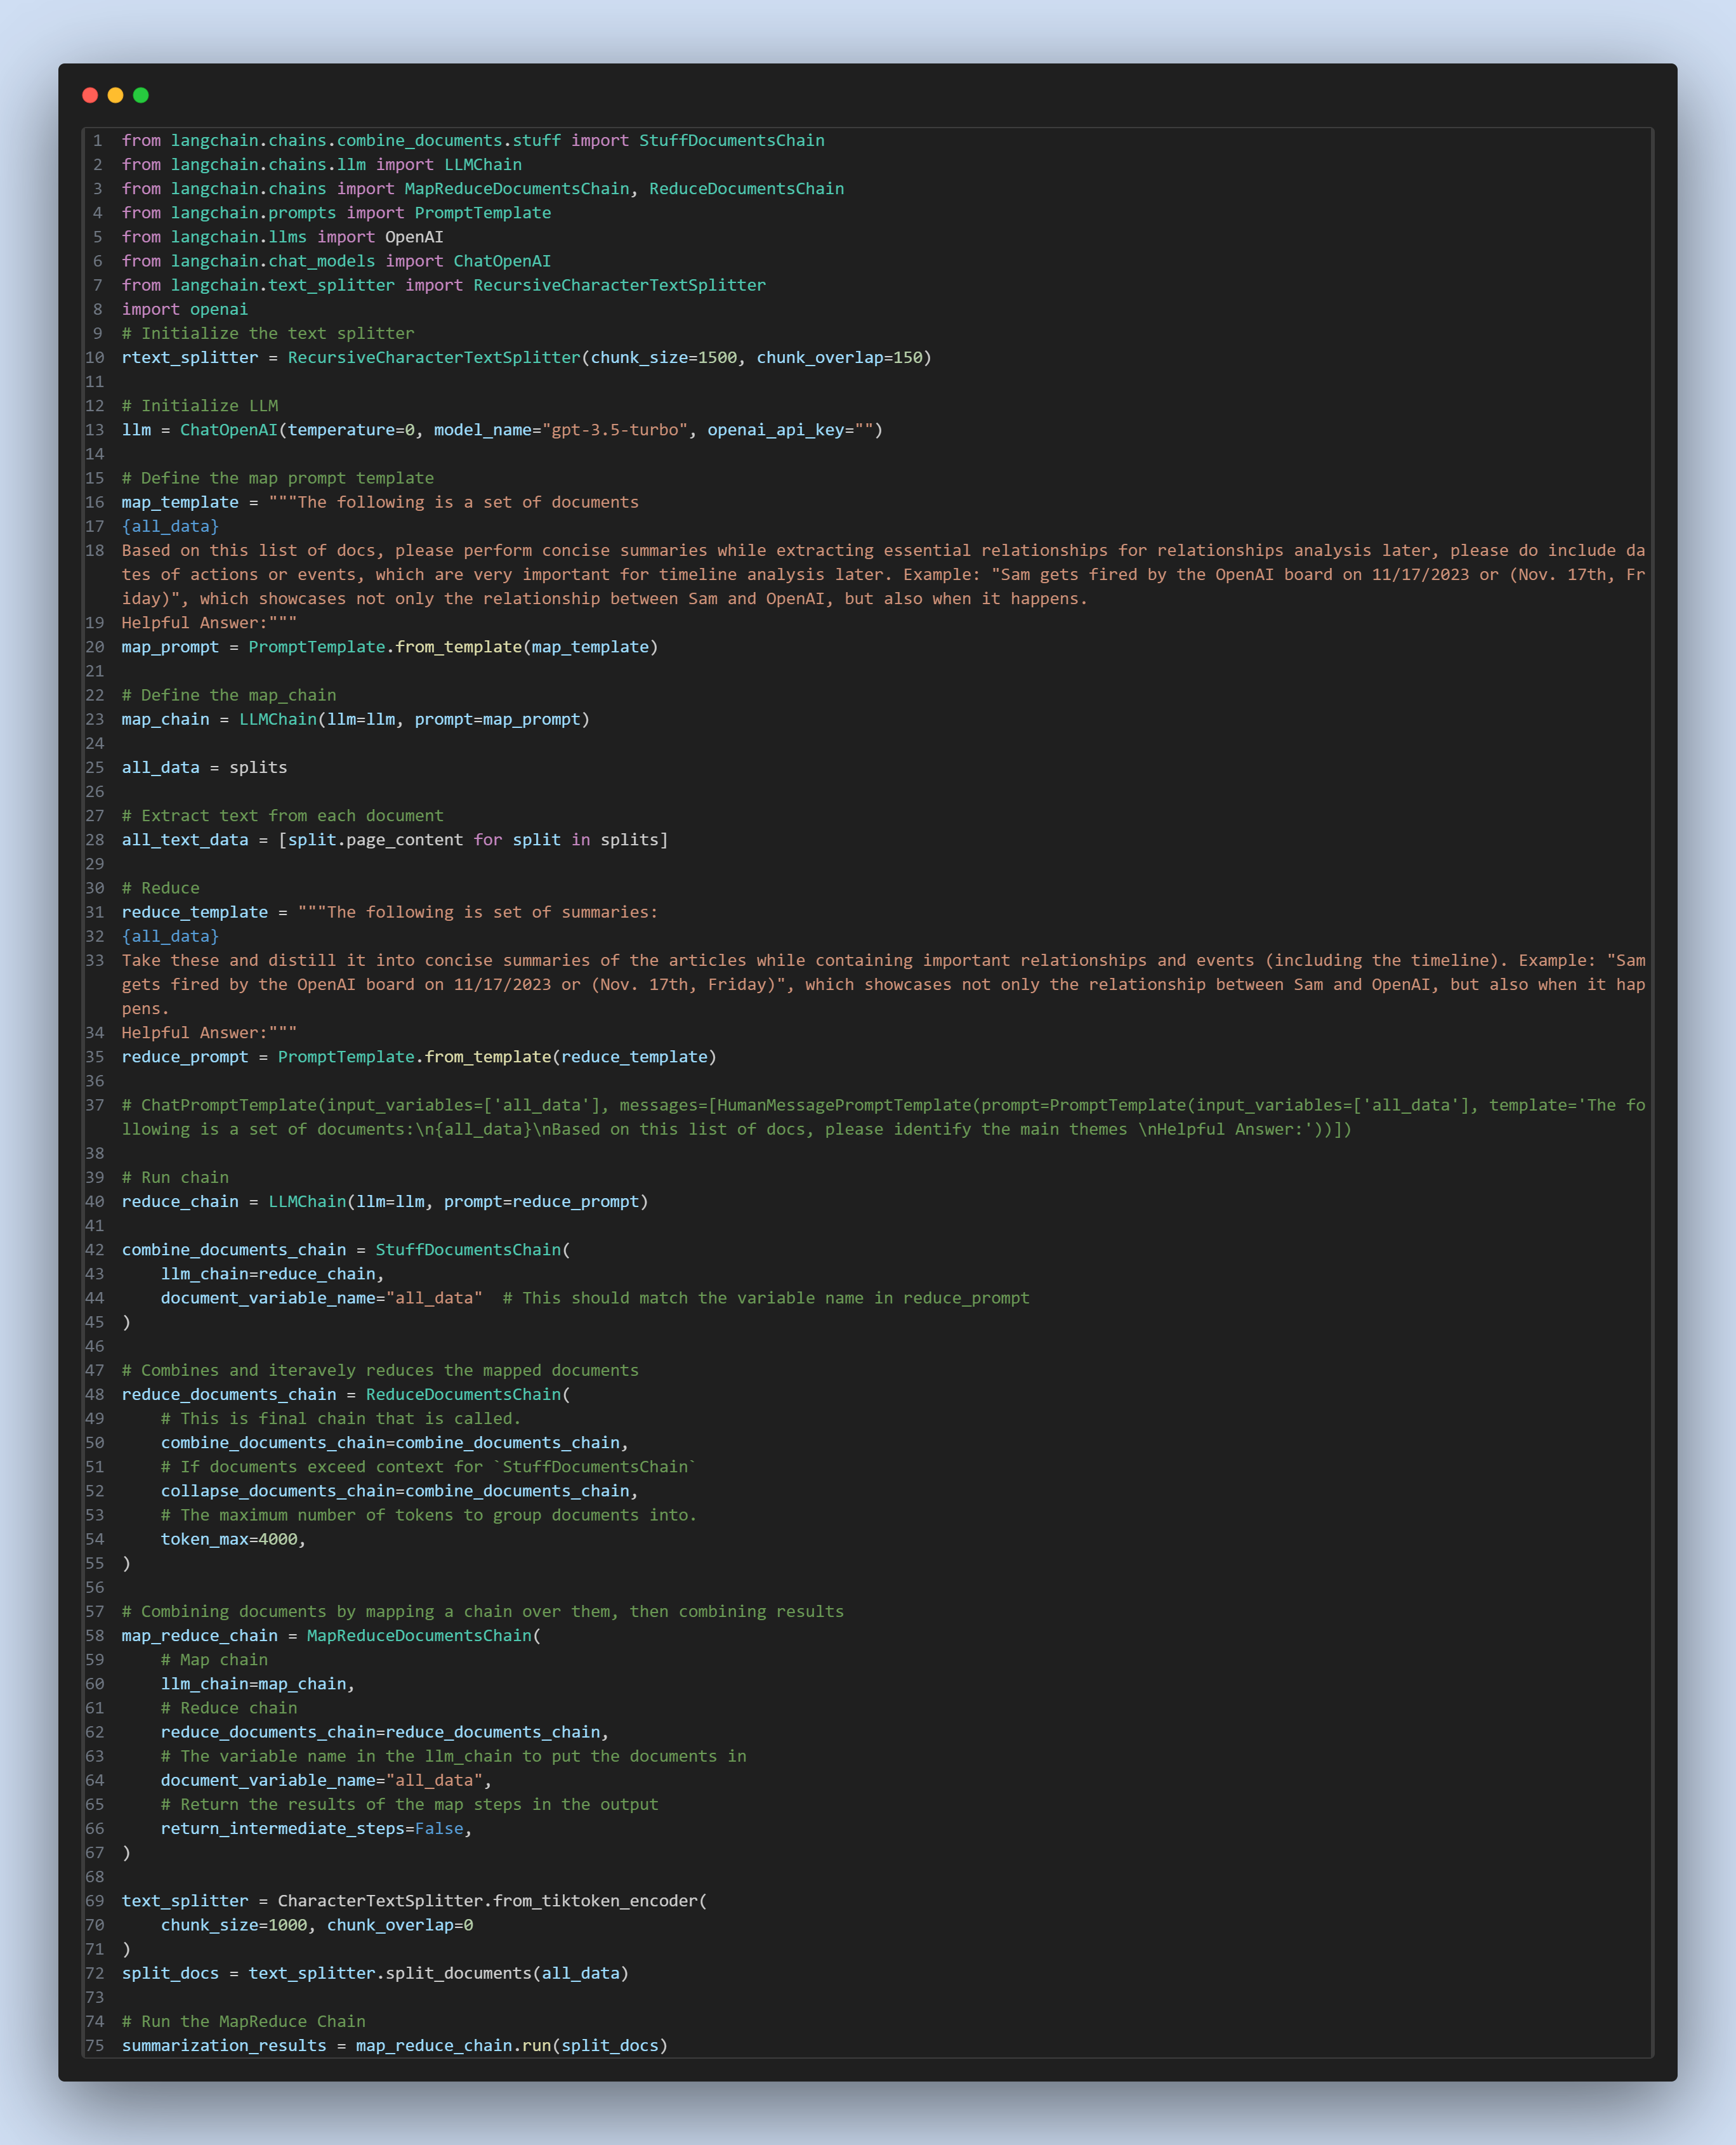 1 from langchain.chains.combine_documents.stuff import StuffDocumentsChain
2 from langchain.chains.llm import LLMChain
3 from langchain.chains import MapReduceDocumentsChain, ReduceDocumentsChain
4 from langchain.prompts import PromptTemplate
5 from langchain.llms import OpenAI
6 from langchain.chat_models import ChatOpenAI
7 from langchain.text_splitter import RecursiveCharacterTextSplitter
8 import openai
9 # Initialize the text splitter
10 rtext_splitter = RecursiveCharacterTextSplitter(chunk_size=1500, chunk_overlap=150)
11
12 # Initialize LLM
13 llm = ChatOpenAI(temperature=0, model_name="gpt-3.5-turbo", openai_api_key="")
14
15 # Define the map prompt template
16 map_template = """The following is a set of documents
17 {all_data}
18 Based on this list of docs, please perform concise summaries while extracting essential relationships for relationships analysis later, please do include da
tes of actions or events, which are very important for timeline analysis later. Example: "Sam gets fired by the OpenAI board on 11/17/2023 or (Nov. 17th, Fr
iday)", which showcases not only the relationship between Sam and OpenAI, but also when it happens.
19 Helpful Answer:"""
20 map_prompt = PromptTemplate.from_template(map_template)
21
22 # Define the map_chain
23 map_chain = LLMChain(llm=llm, prompt=map_prompt)
24
25 all_data = splits
26
27 # Extract text from each document
28 all_text_data = [split.page_content for split in splits]
29
30 # Reduce
31 reduce_template = """The following is set of summaries:
32 {all_data}
33 Take these and distill it into concise summaries of the articles while containing important relationships and events (including the timeline). Example: "Sam
gets fired by the OpenAI board on 11/17/2023 or (Nov. 17th, Friday)", which showcases not only the relationship between Sam and OpenAI, but also when it hap
pens.
34 Helpful Answer:"""
35 reduce_prompt = PromptTemplate.from_template(reduce_template)
36
37 # ChatPromptTemplate(input_variables=['all_data'], messages=[HumanMessagePromptTemplate(prompt=PromptTemplate(input_variables=['all_data'], template='The fo
llowing is a set of documents:\n{all_data}\nBased on this list of docs, please identify the main themes \nHelpful Answer:'))])
38
39 # Run chain
40 reduce_chain = LLMChain(llm=llm, prompt=reduce_prompt)
41
42 combine_documents_chain = StuffDocumentsChain(
43     llm_chain=reduce_chain,
44     document_variable_name="all_data"  # This should match the variable name in reduce_prompt
45 )
46
47 # Combines and iteravely reduces the mapped documents
48 reduce_documents_chain = ReduceDocumentsChain(
49     # This is final chain that is called.
50     combine_documents_chain=combine_documents_chain,
51     # If documents exceed context for `StuffDocumentsChain`
52     collapse_documents_chain=combine_documents_chain,
53     # The maximum number of tokens to group documents into.
54     token_max=4000,
55 )
56
57 # Combining documents by mapping a chain over them, then combining results
58 map_reduce_chain = MapReduceDocumentsChain(
59     # Map chain
60     llm_chain=map_chain,
61     # Reduce chain
62     reduce_documents_chain=reduce_documents_chain,
63     # The variable name in the llm_chain to put the documents in
64     document_variable_name="all_data",
65     # Return the results of the map steps in the output
66     return_intermediate_steps=False,
67 )
68
69 text_splitter = CharacterTextSplitter.from_tiktoken_encoder(
70     chunk_size=1000, chunk_overlap=0
71 )
72 split_docs = text_splitter.split_documents(all_data)
73
74 # Run the MapReduce Chain
75 summarization_results = map_reduce_chain.run(split_docs)